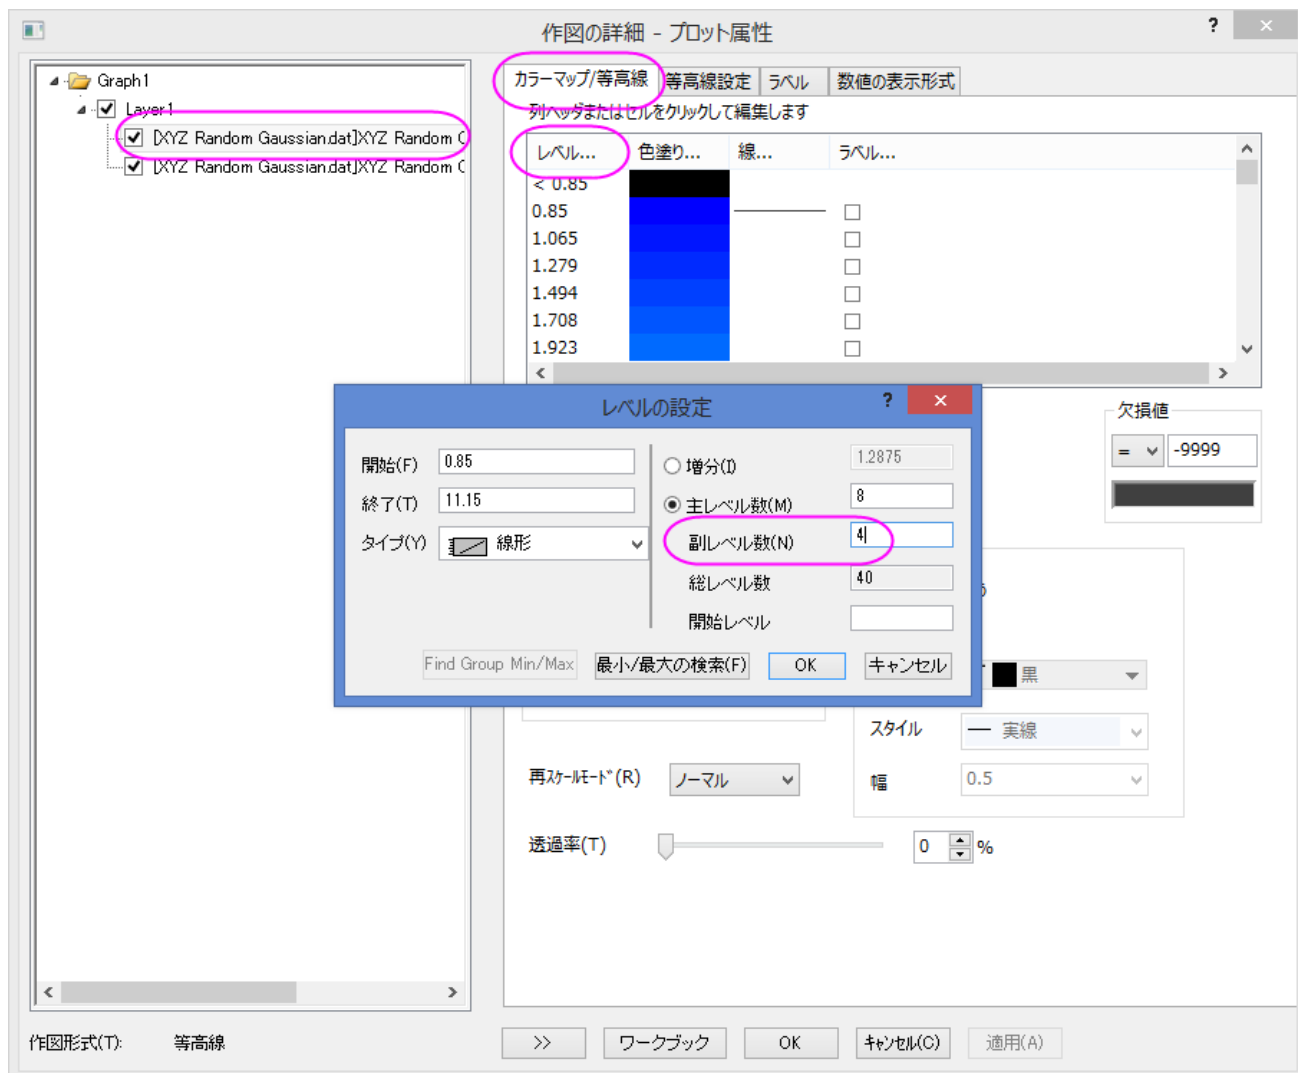 作図の詳細 - プロット属性
?
×
Graph1
Layer1
[XYZ Random Gaussian.dat]XYZ Random G
[XYZ Random Gaussian.dat]XYZ Random G
カラーマップ/等高線
等高線設定
ラベル
数値の表示形式
列ヘッダまたはセルをクリックして編集します
レベル...
色塗り...
線...
ラベル...
< 0.85
0.85
1.065
1.279
1.494
1.708
1.923
欠損値
=
-9999
レベルの設定
?
×
開始(F)
0.85
終了(T)
11.15
タイプ(Y)
線形
増分(I)
1.2875
主レベル数(M)
8
副レベル数(N)
4
総レベル数
40
開始レベル
Find Group Min/Max
最小/最大の検索(F)
OK
キャンセル
黒
スタイル
実線
幅
0.5
再スケールモード(R)
ノーマル
透過率(T)
0
%
作図形式(T):
等高線
>>
ワークブック
OK
キャンセル(C)
適用(A)